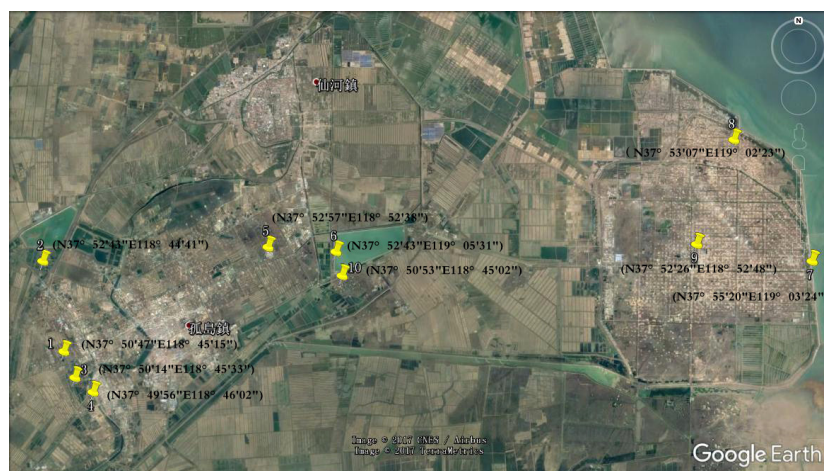 N
仙河鎮
8
(N37° 53'07"E119° 02'23")
(N37° 52'57"E118° 52'38")
5
6
2 (N37° 52'43"E118° 44'41")
(N37° 52'43"E119° 05'31")
10 (N37° 50'53"E118° 45'02")
9
7
(N37° 52'26"E118° 52'48")
(N37° 55'20"E119° 03'24")
孤島鎮
1 (N37° 50'47"E118° 45'15")
3 (N37° 50'14"E118° 45'33")
4 (N37° 49'56"E118° 46'02")
Image © 2017 CNES / Airbus
Image © 2017 TerraMetrics
Google Earth